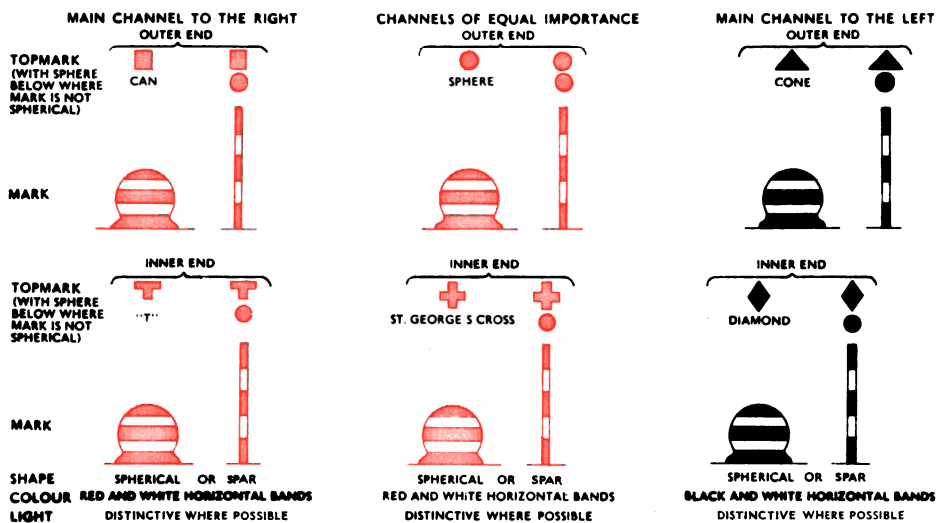 MAIN CHANNEL TO THE RIGHT
OUTER END
CHANNELS OF EQUAL IMPORTANCE
OUTER END
MAIN CHANNEL TO THE LEFT
OUTER END
TOPMARK
(WITH SPHERE
BELOW WHERE
MARK IS NOT
SPHERICAL)
CAN
SPHERE
CONE
MARK
INNER END
INNER END
INNER END
TOPMARK
(WITH SPHERE
BELOW WHERE
MARK IS NOT
SPHERICAL)
"T"
ST. GEORGE S CROSS
DIAMOND
MARK
SHAPE SPHERICAL OR SPAR SPHERICAL OR SPAR SPHERICAL OR SPAR
COLOUR RED AND WHITE HORIZONTAL BANDS RED AND WHITE HORIZONTAL BANDS BLACK AND WHITE HORIZONTAL BANDS
LIGHT DISTINCTIVE WHERE POSSIBLE DISTINCTIVE WHERE POSSIBLE DISTINCTIVE WHERE POSSIBLE